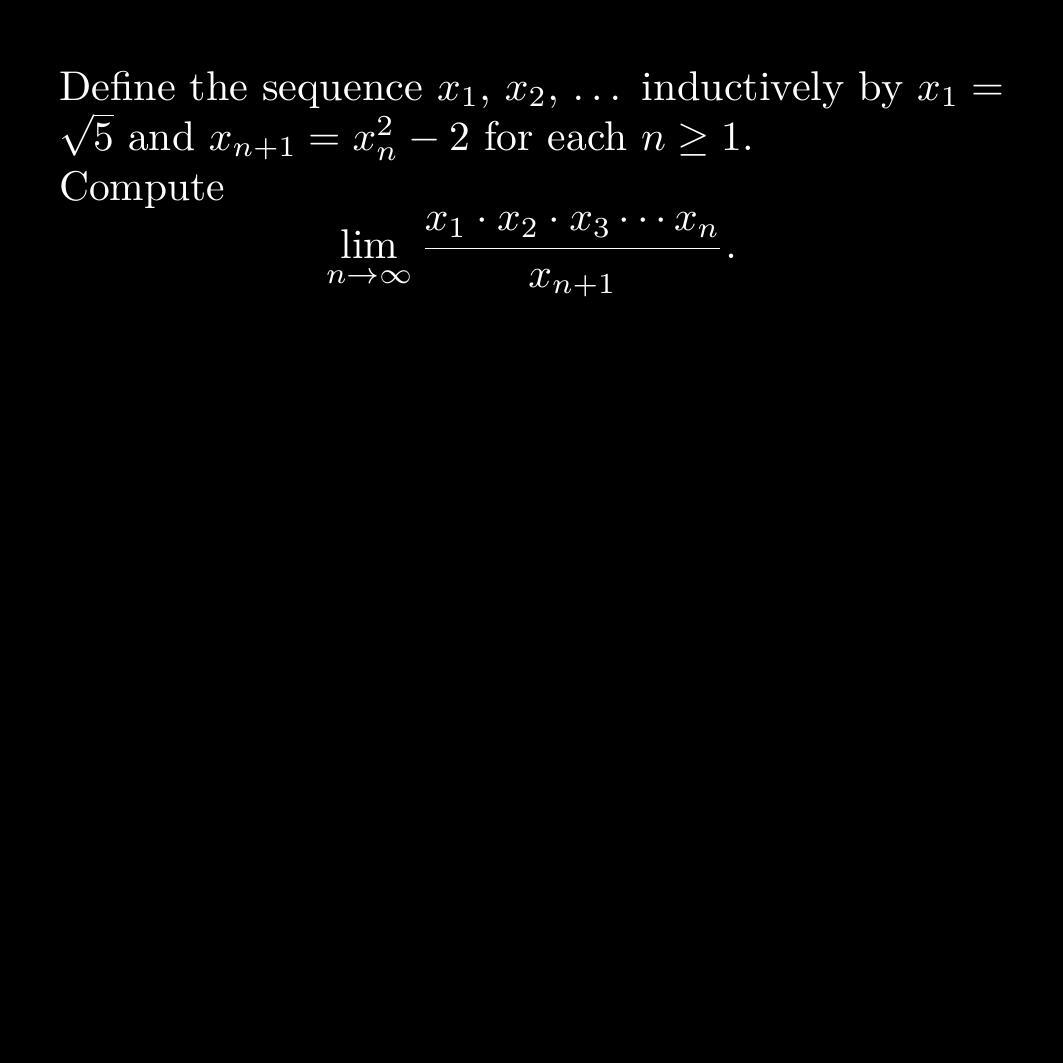 Define the sequence $x_1$, $x_2$, … inductively by $x_1 =$
$\sqrt{5}$ and $x_{n+1} = x_n^2 - 2$ for each $n \geq 1$.
Compute
$\lim_{n \to \infty} \frac{x_1 \cdot x_2 \cdot x_3 \cdots x_n}{x_{n+1}}.$